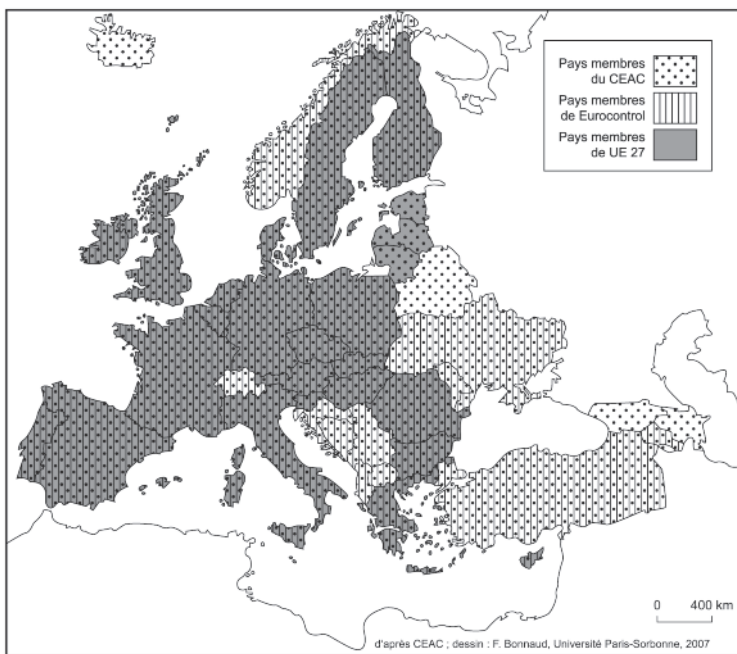 Pays membres
du CEAC
Pays membres
de Eurocontrol
Pays membres
de UE 27
0 400 km
d'après CEAC ; dessin : F. Bonnaud, Université Paris-Sorbonne, 2007